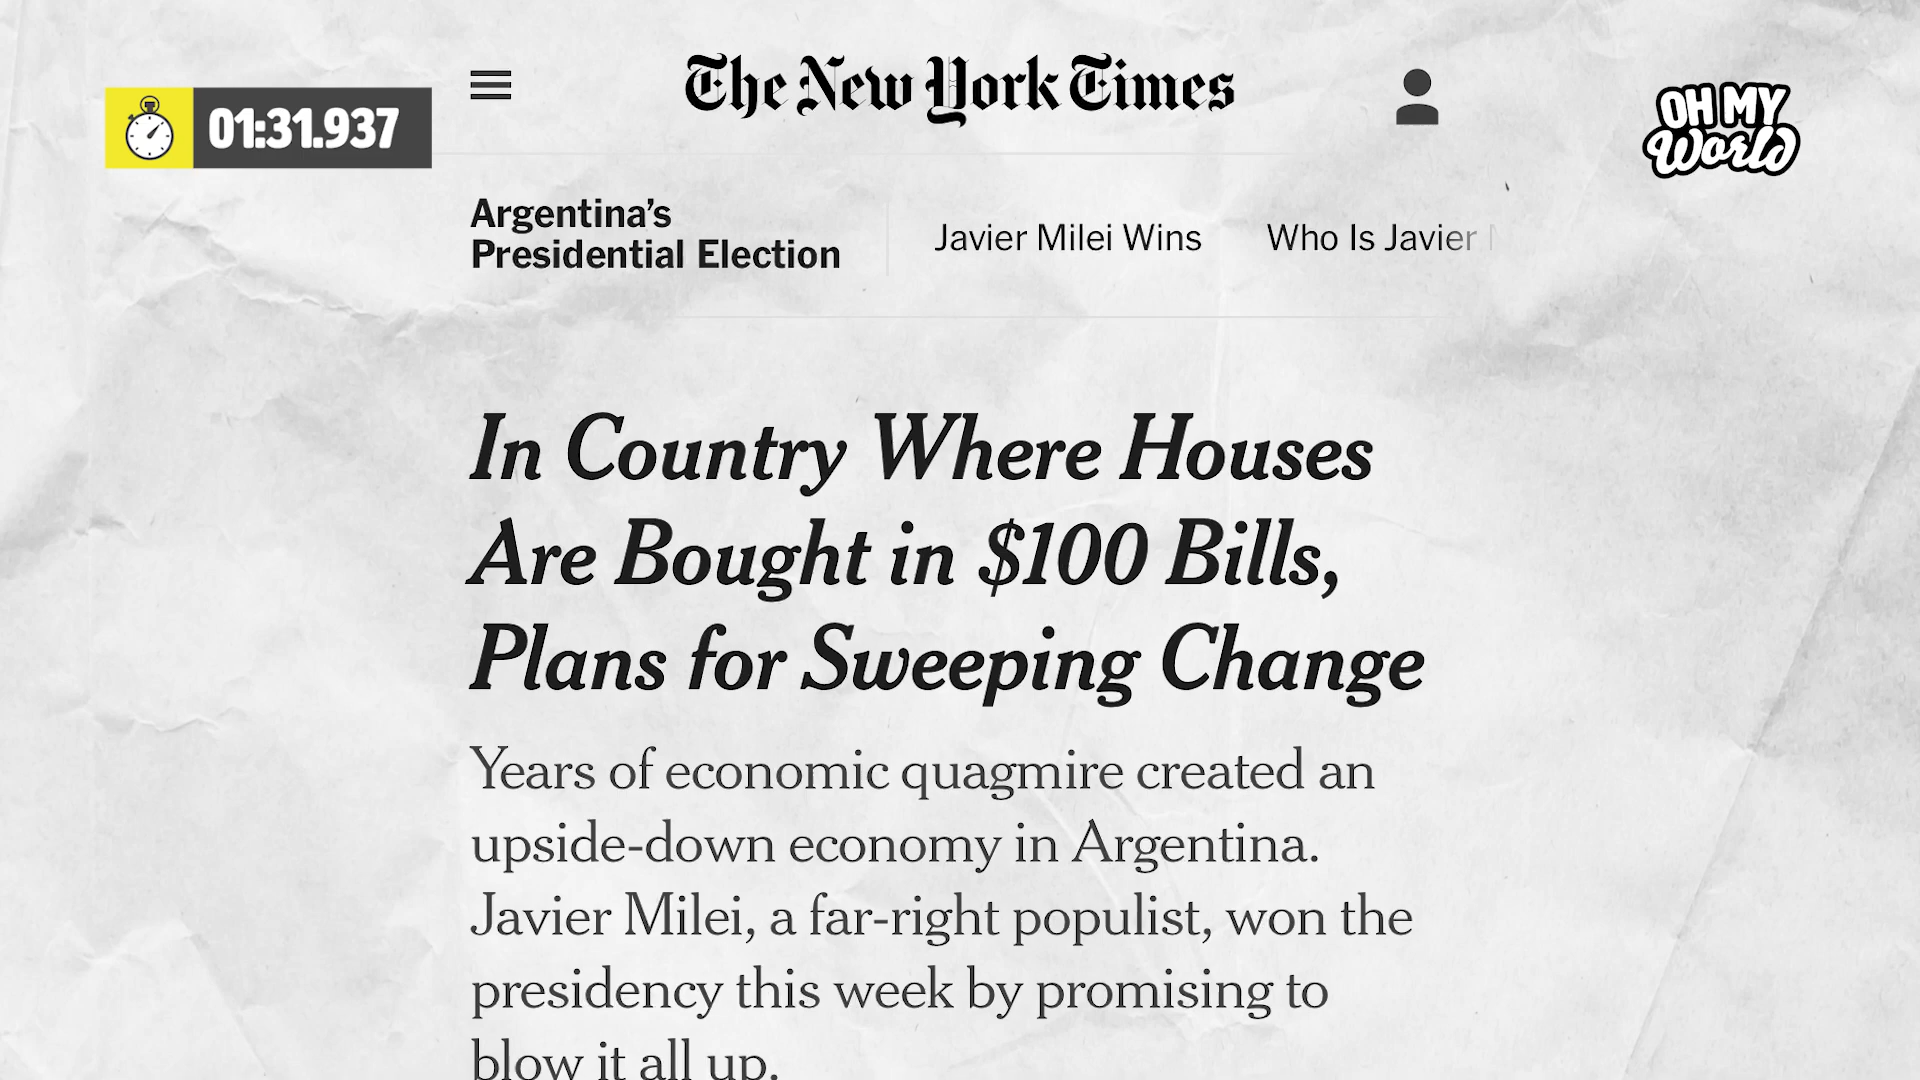 The New York Times
01:31.937
OH MY
World
Argentina's
Presidential Election
Javier Milei Wins
Who Is Javier
In Country Where Houses
Are Bought in $100 Bills,
Plans for Sweeping Change
Years of economic quagmire created an
upside-down economy in Argentina.
Javier Milei, a far-right populist, won the
presidency this week by promising to
blow it all up.